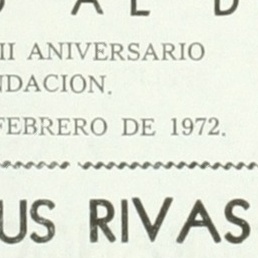 AL D
II ANIVERSARIO
NDACION.
FEBRERO DE 1972.
US RIVAS